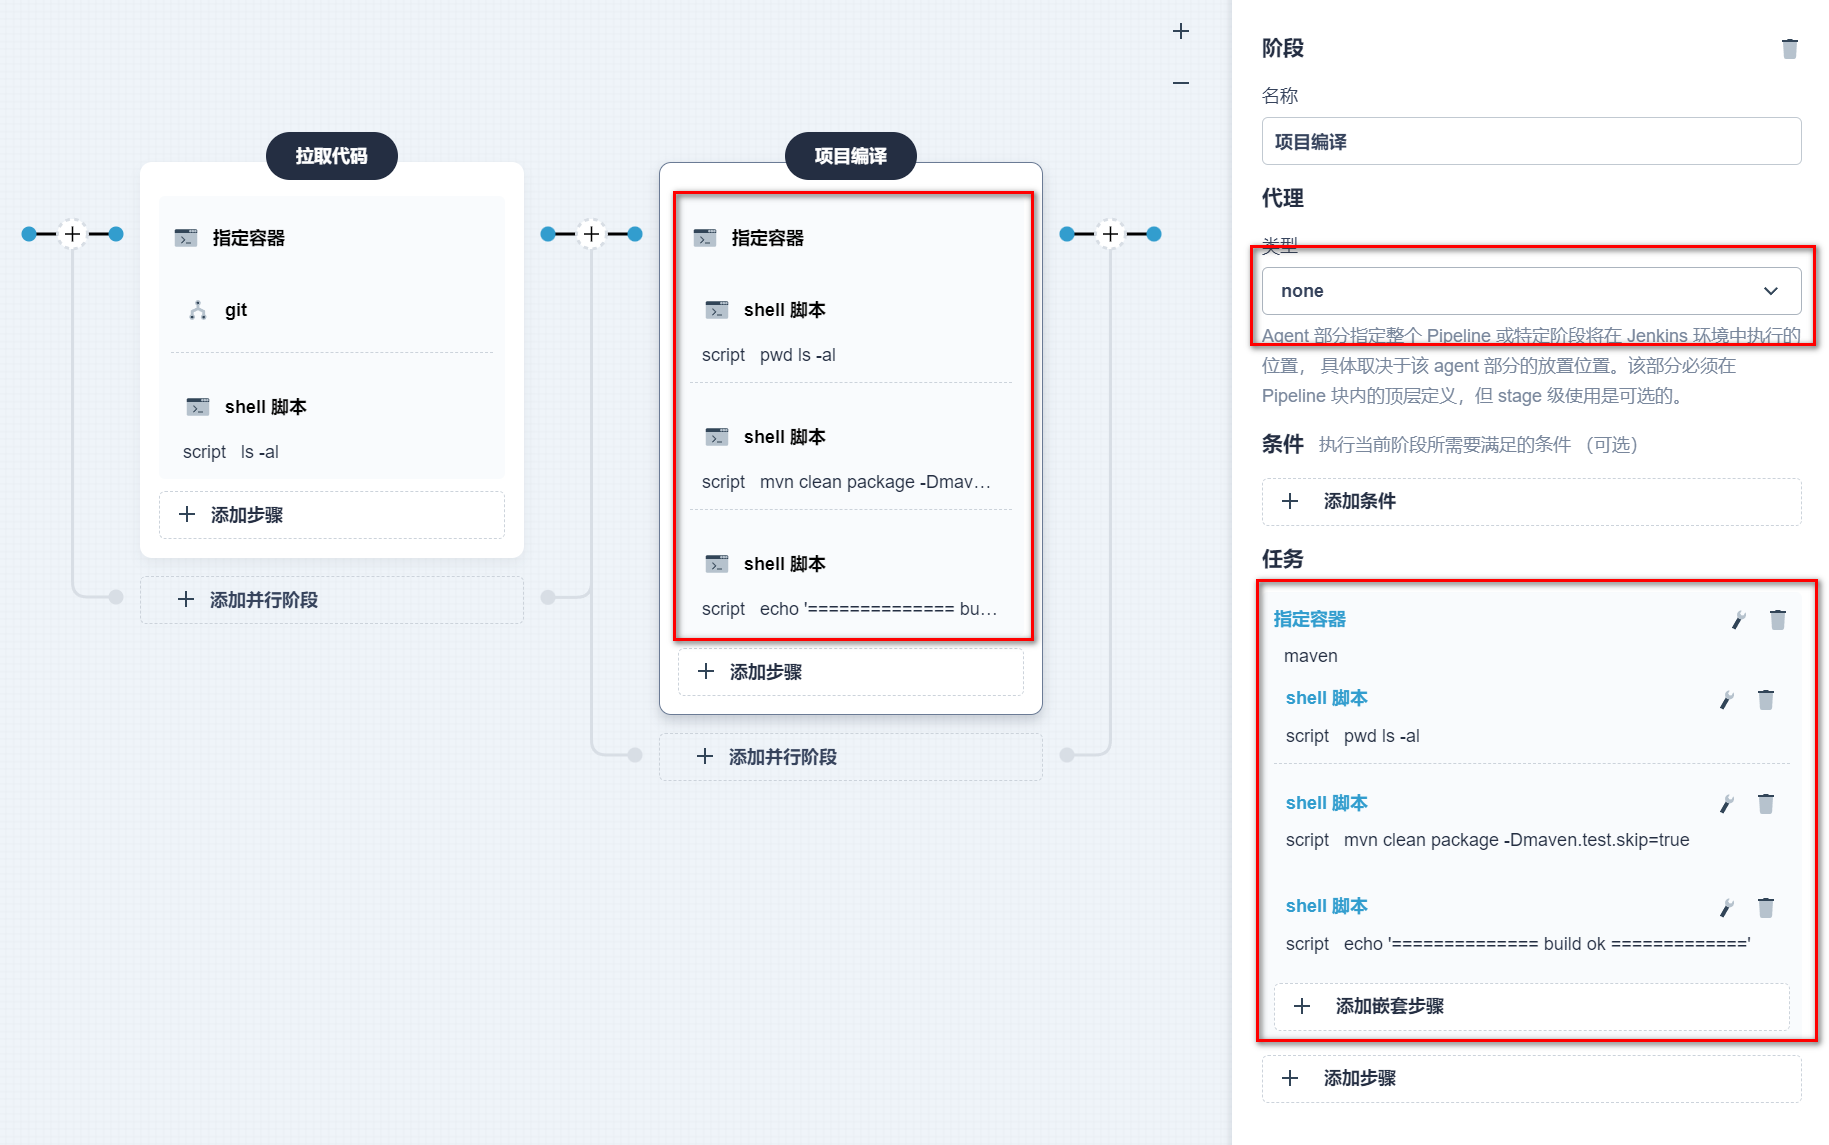 拉取代码
指定容器
git
shell 脚本
script ls -al
添加步骤
添加并行阶段
项目编译
指定容器
shell 脚本
script pwd ls -al
shell 脚本
script mvn clean package -Dmav…
shell 脚本
script echo '============== bu…
添加步骤
添加并行阶段
阶段
名称
项目编译
代理
类型
none
Agent 部分指定整个 Pipeline 或特定阶段将在 Jenkins 环境中执行的
位置， 具体取决于该 agent 部分的放置位置。该部分必须在
Pipeline 块内的顶层定义，但 stage 级使用是可选的。
条件 执行当前阶段所需要满足的条件 （可选）
添加条件
任务
指定容器
maven
shell 脚本
script pwd ls -al
shell 脚本
script mvn clean package -Dmaven.test.skip=true
shell 脚本
script echo '============== build ok ============='
添加嵌套步骤
添加步骤